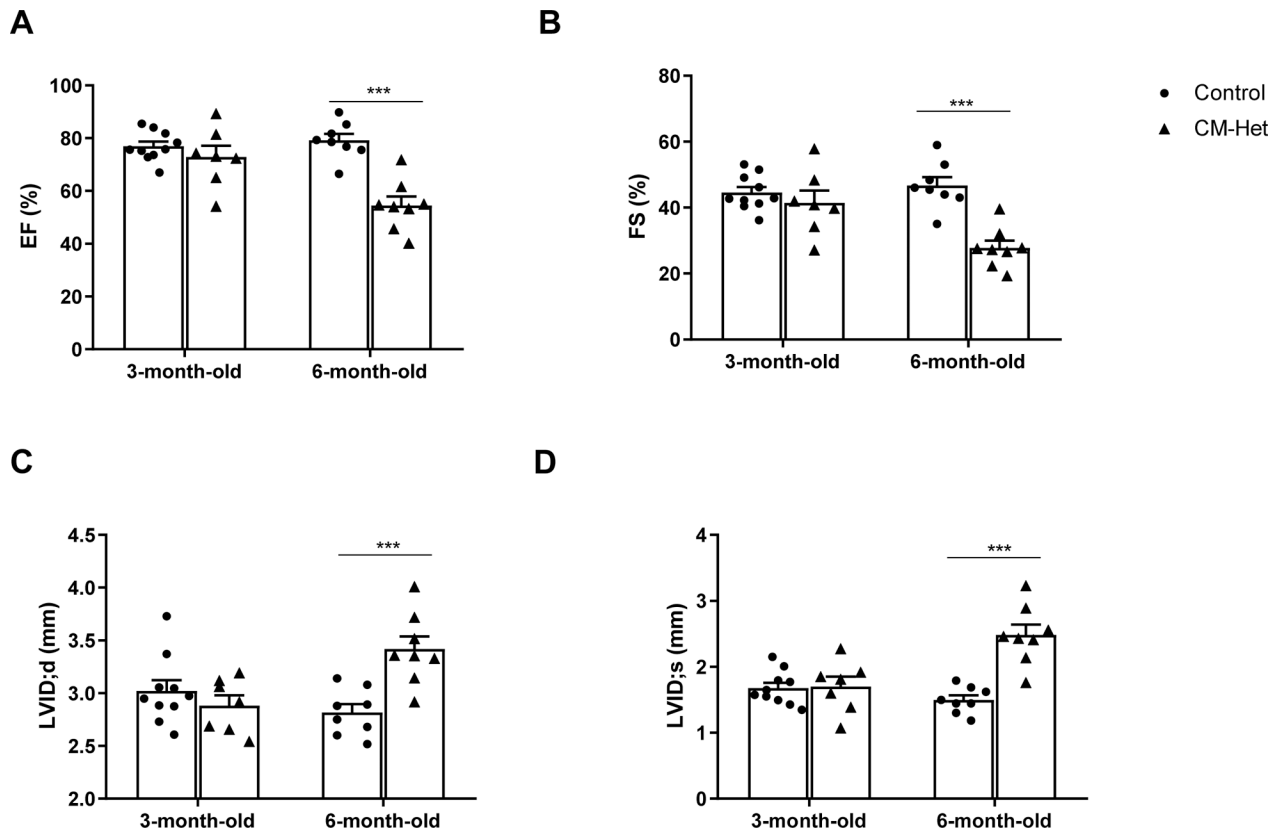 A
B
100
80
60
40
20
0
EF (%)
***
3-month-old
6-month-old
80
60
40
20
0
FS (%)
***
3-month-old
6-month-old
Control
CM-Het
C
D
4.5
4.0
3.5
3.0
2.5
2.0
LVID;d (mm)
***
3-month-old
6-month-old
4
3
2
1
0
LVID;s (mm)
***
3-month-old
6-month-old